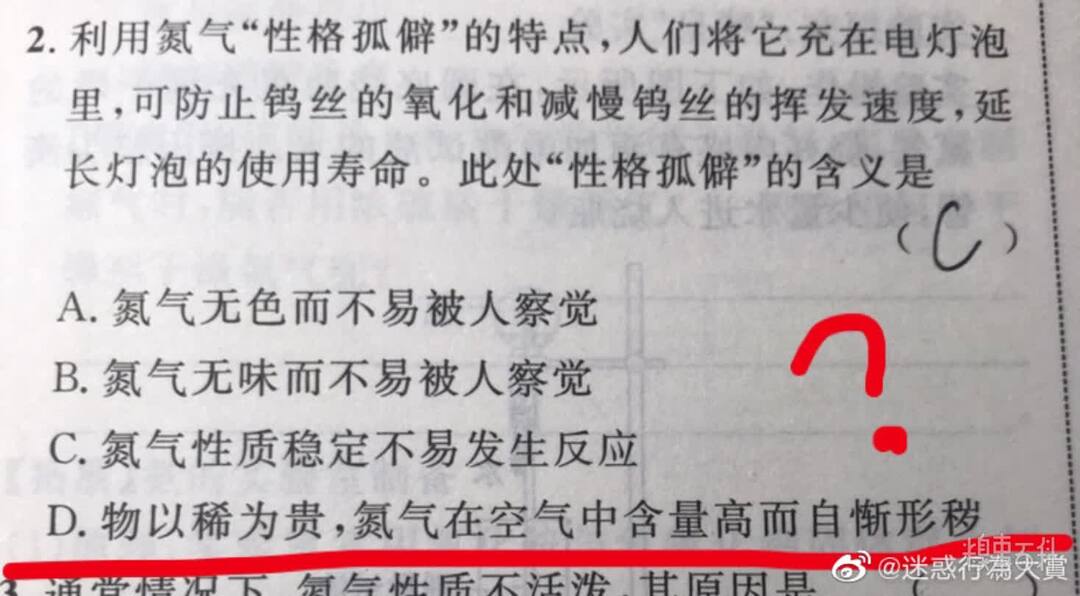 2. 利用氮气“性格孤僻”的特点,人们将它充在电灯泡
里,可防止钨丝的氧化和减慢钨丝的挥发速度,延
长灯泡的使用寿命。此处“性格孤僻”的含义是
( C )
?
A. 氮气无色而不易被人察觉
B. 氮气无味而不易被人察觉
C. 氮气性质稳定不易发生反应
D. 物以稀为贵,氮气在空气中含量高而自惭形秽
3. 通常情况下,氮气性质不活泼,其原因是 ( )
@迷惑行為大賞